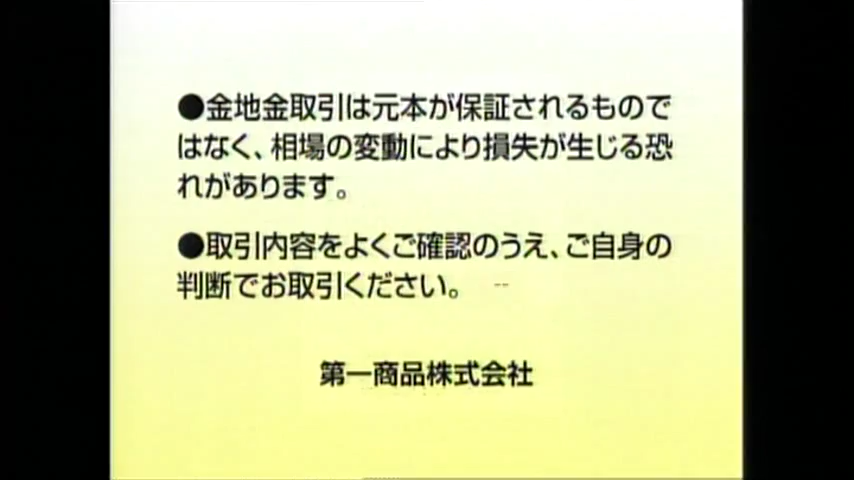 ●金地金取引は元本が保証されるもので
はなく、相場の変動により損失が生じる恐
れがあります。
●取引内容をよくご確認のうえ、ご自身の
判断でお取引ください。
第一商品株式会社